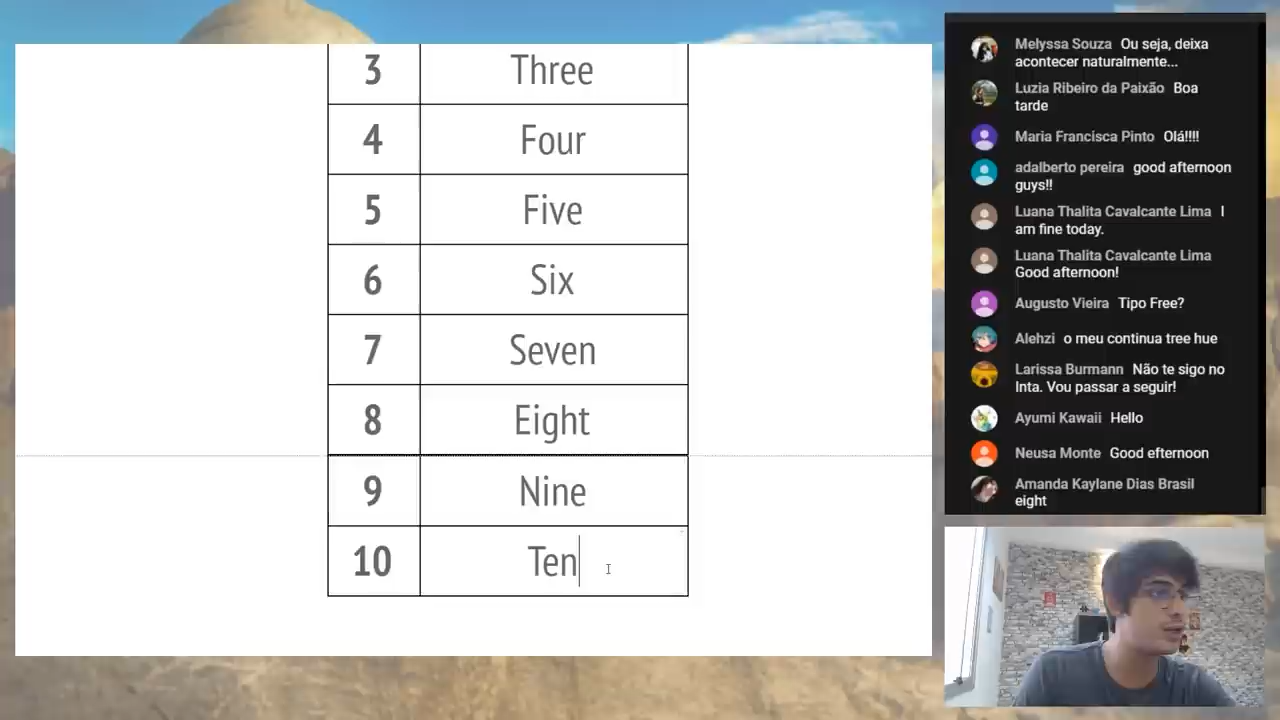 3 Three
4 Four
5 Five
6 Six
7 Seven
8 Eight
9 Nine
10 Ten
Melyssa Souza Ou seja, deixa
acontecer naturalmente...
Luzia Ribeiro da Paixão Boa
tarde
Maria Francisca Pinto Olá!!!!
adalberto pereira good afternoon
guys!!
Luana Thalita Cavalcante Lima I
am fine today.
Luana Thalita Cavalcante Lima
Good afternoon!
Augusto Vieira Tipo Free?
Alehzi o meu continua tree hue
Larissa Burmann Não te sigo no
Inta. Vou passar a seguir!
Ayumi Kawaii Hello
Neusa Monte Good efternoon
Amanda Kaylane Dias Brasil
eight